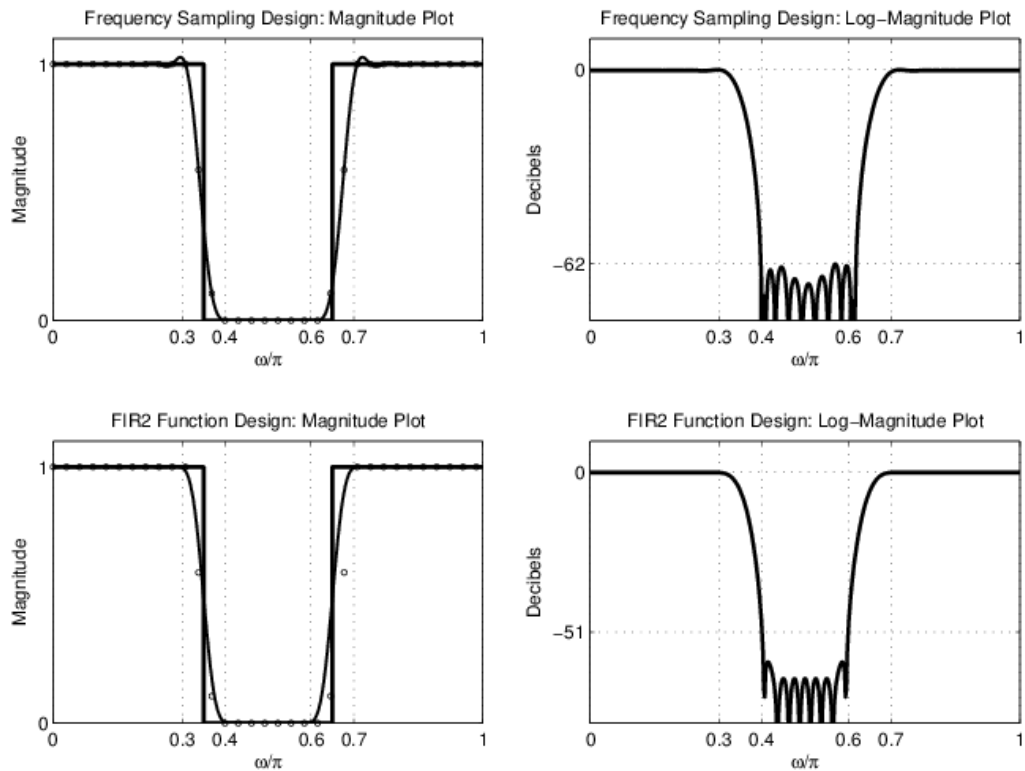 Frequency Sampling Design: Magnitude Plot
1
0
Magnitude
0 0.3 0.4 0.6 0.7 1
ω/π
Frequency Sampling Design: Log−Magnitude Plot
0
−62
Decibels
0 0.3 0.4 0.6 0.7 1
ω/π
FIR2 Function Design: Magnitude Plot
1
0
Magnitude
0 0.3 0.4 0.6 0.7 1
ω/π
FIR2 Function Design: Log−Magnitude Plot
0
−51
Decibels
0 0.3 0.4 0.6 0.7 1
ω/π